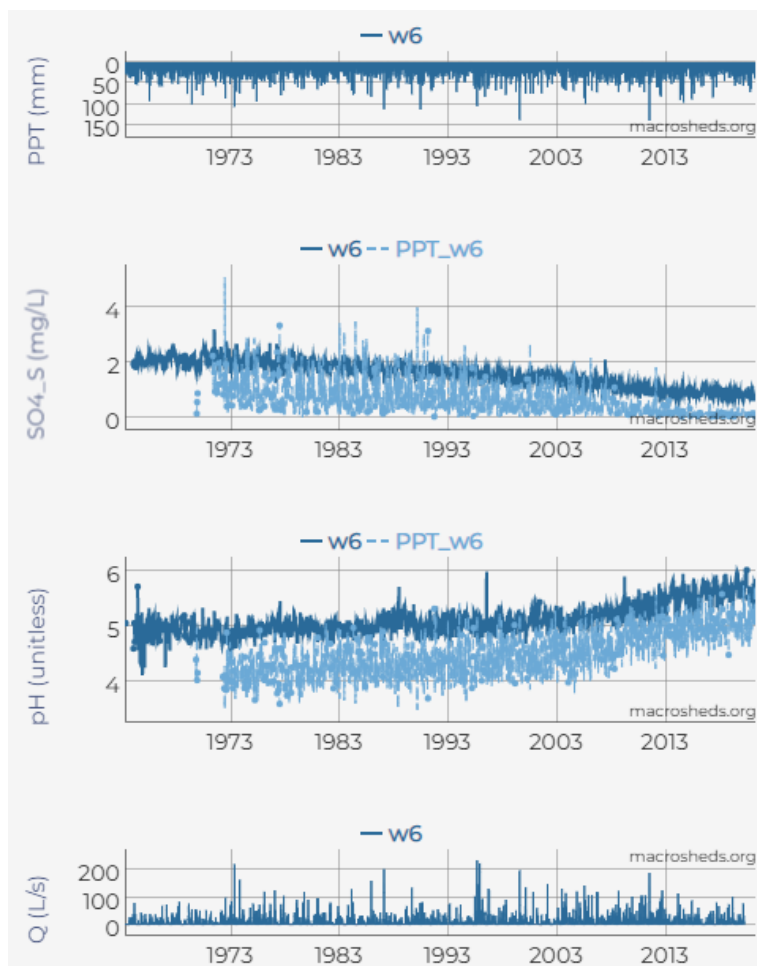 w6
PPT (mm)
0
50
100
150
macrosheds.org
1973 1983 1993 2003 2013
w6 PPT_w6
SO4_S (mg/L)
4
2
0
macrosheds.org
1973 1983 1993 2003 2013
w6 PPT_w6
pH (unitless)
6
5
4
macrosheds.org
1973 1983 1993 2003 2013
w6
Q (L/s)
macrosheds.org
200
100
0
1973 1983 1993 2003 2013